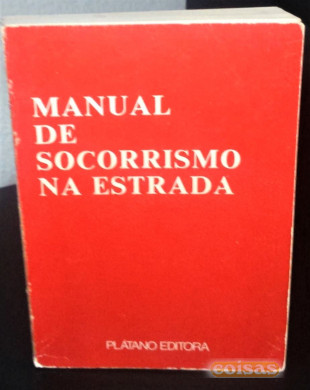 MANUAL
DE
SOCORRISMO
NA ESTRADA
PLÁTANO EDITORA
coisas